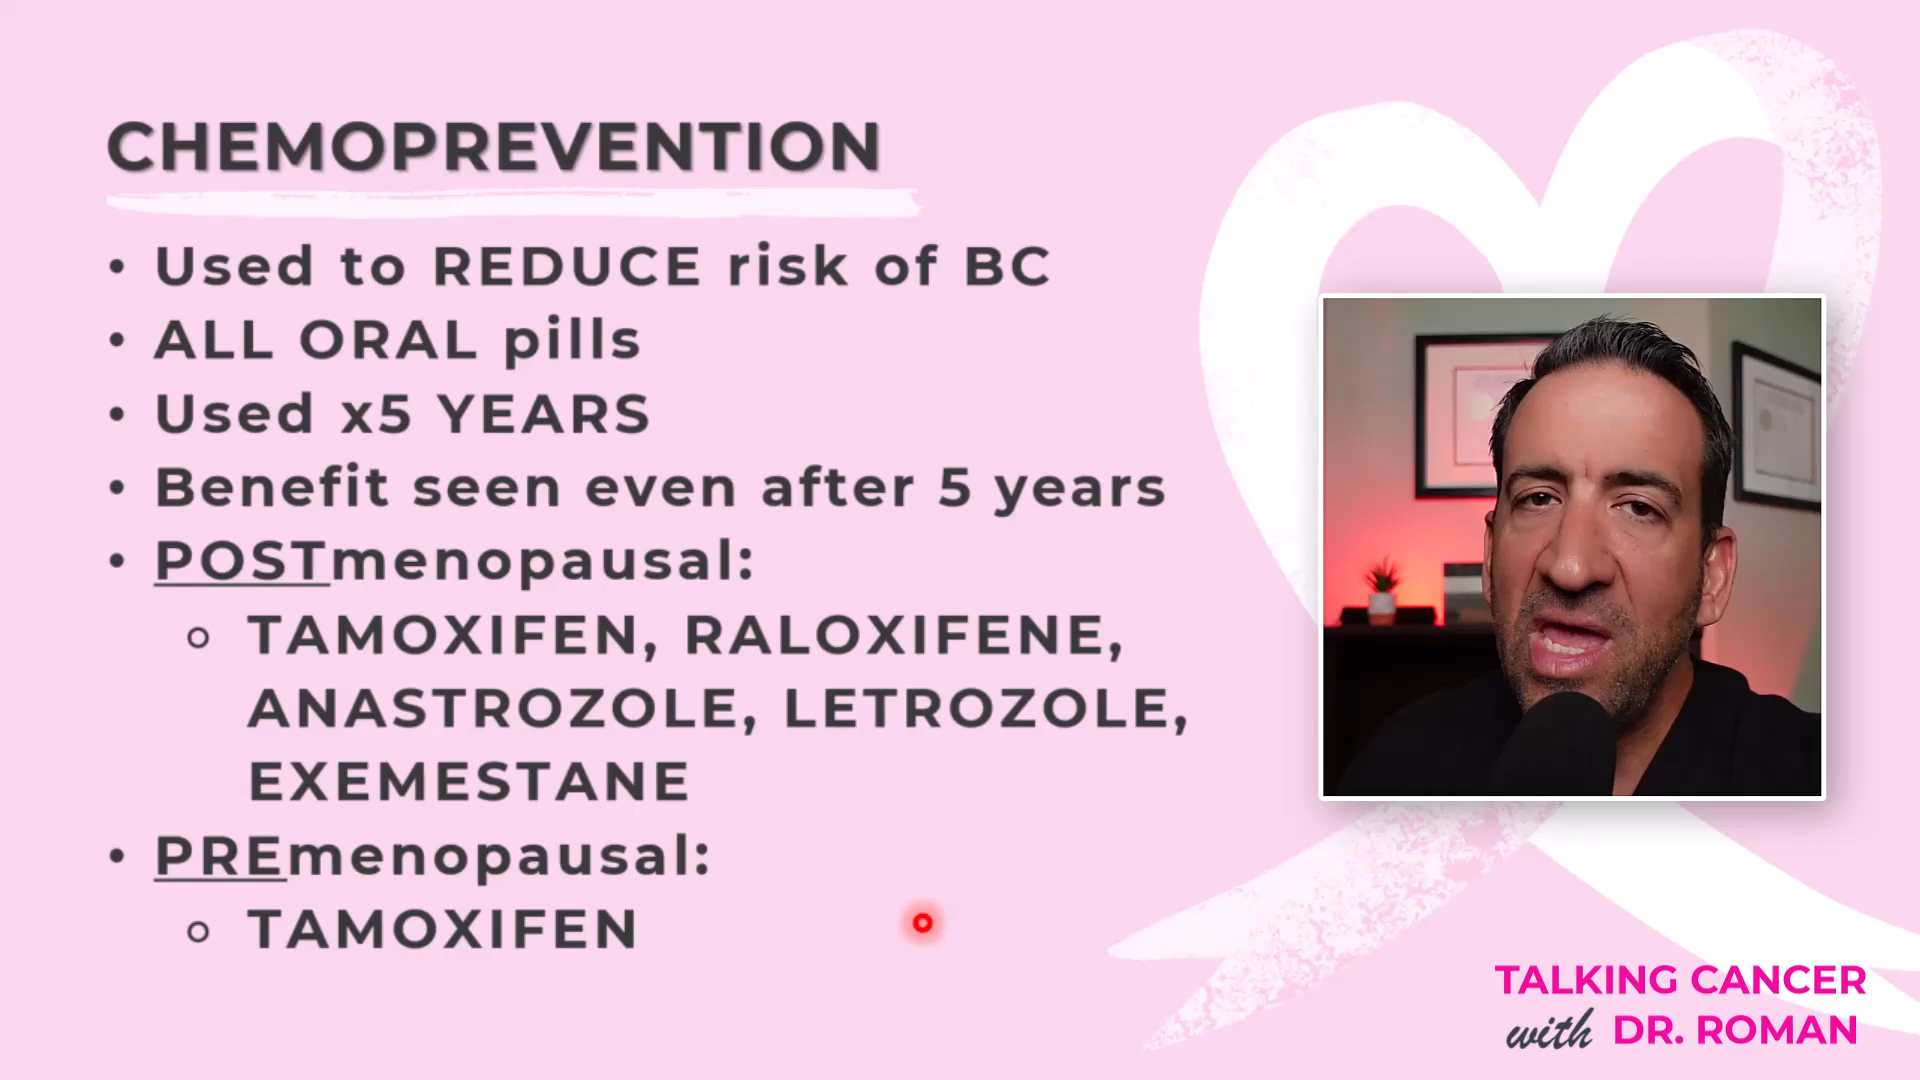 CHEMOPREVENTION
• Used to REDUCE risk of BC
• ALL ORAL pills
• Used x5 YEARS
• Benefit seen even after 5 years
• POSTmenopausal:
○ TAMOXIFEN, RALOXIFENE,
ANASTROZOLE, LETROZOLE,
EXEMESTANE
• PREmenopausal:
○ TAMOXIFEN
TALKING CANCER
with DR. ROMAN